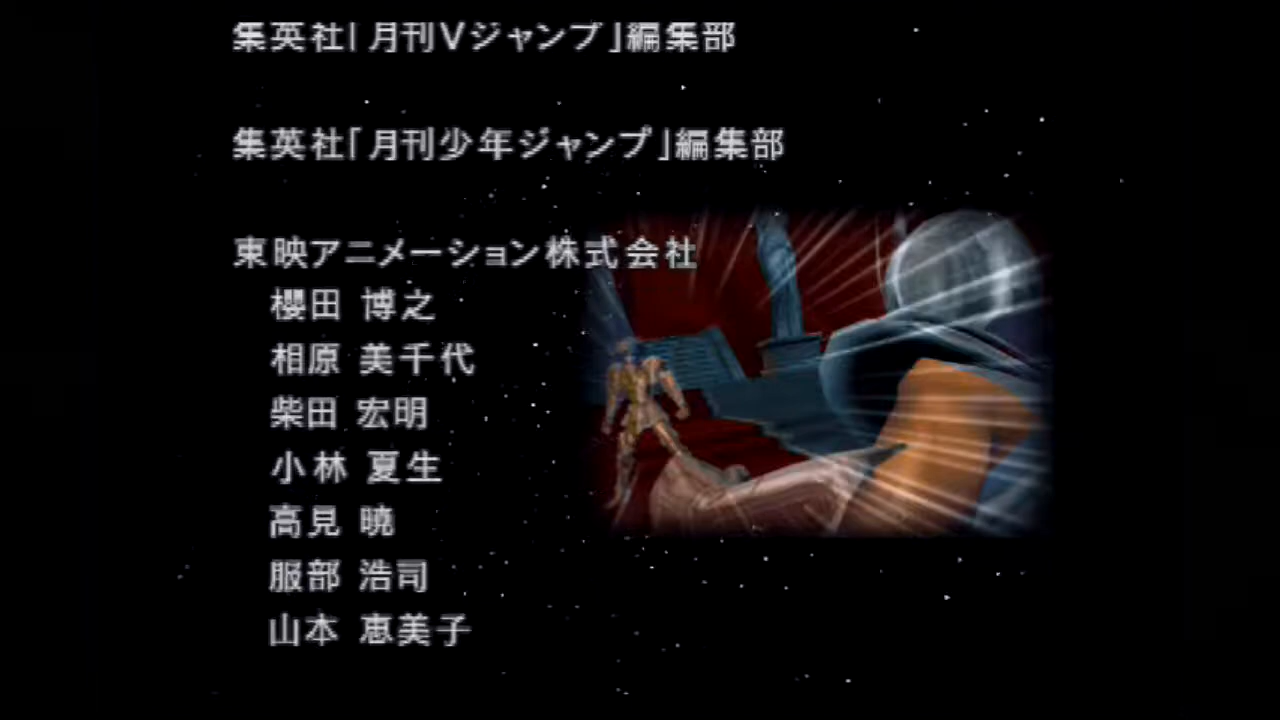 集英社「月刊Vジャンプ」編集部
集英社「月刊少年ジャンプ」編集部
東映アニメーション株式会社
櫻田 博之
相原 美千代
柴田 宏明
小林 夏生
高見 暁
服部 浩司
山本 恵美子